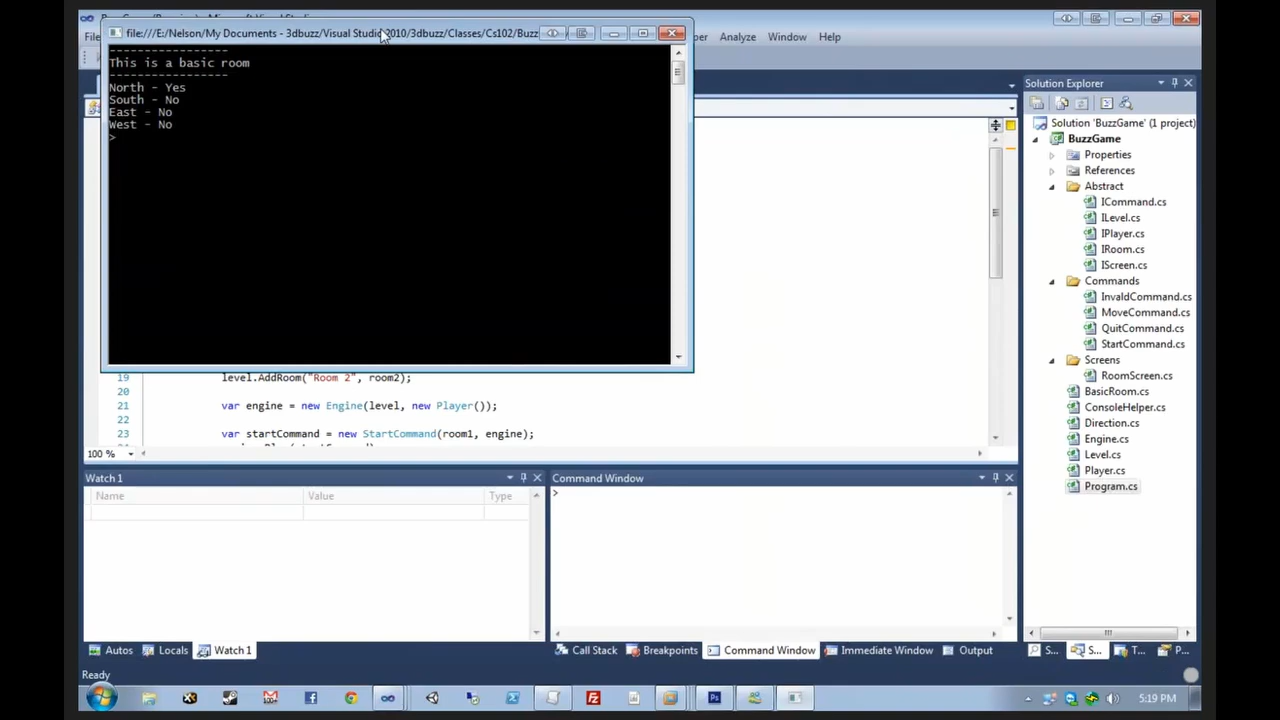 file:///E:/Nelson/My Documents - 3dbuzz/Visual Studio 2010/3dbuzz/Classes/Cs102/Buzz
-----------------
This is a basic room
-----------------
North - Yes
South - No
East - No
West - No
>
Analyze
Window
Help
19 level.AddRoom("Room 2", room2);
20
21 var engine = new Engine(level, new Player());
22
23 var startCommand = new StartCommand(room1, engine);
100 %
Solution Explorer
Solution 'BuzzGame' (1 project)
BuzzGame
Properties
References
Abstract
ICommand.cs
ILevel.cs
IPlayer.cs
IRoom.cs
IScreen.cs
Commands
InvaldCommand.cs
MoveCommand.cs
QuitCommand.cs
StartCommand.cs
Screens
RoomScreen.cs
BasicRoom.cs
ConsoleHelper.cs
Direction.cs
Engine.cs
Level.cs
Player.cs
Program.cs
Watch 1
Name Value Type
Command Window
>
Autos Locals Watch 1
Call Stack Breakpoints Command Window Immediate Window Output
S... S... T... P...
Ready
5:19 PM